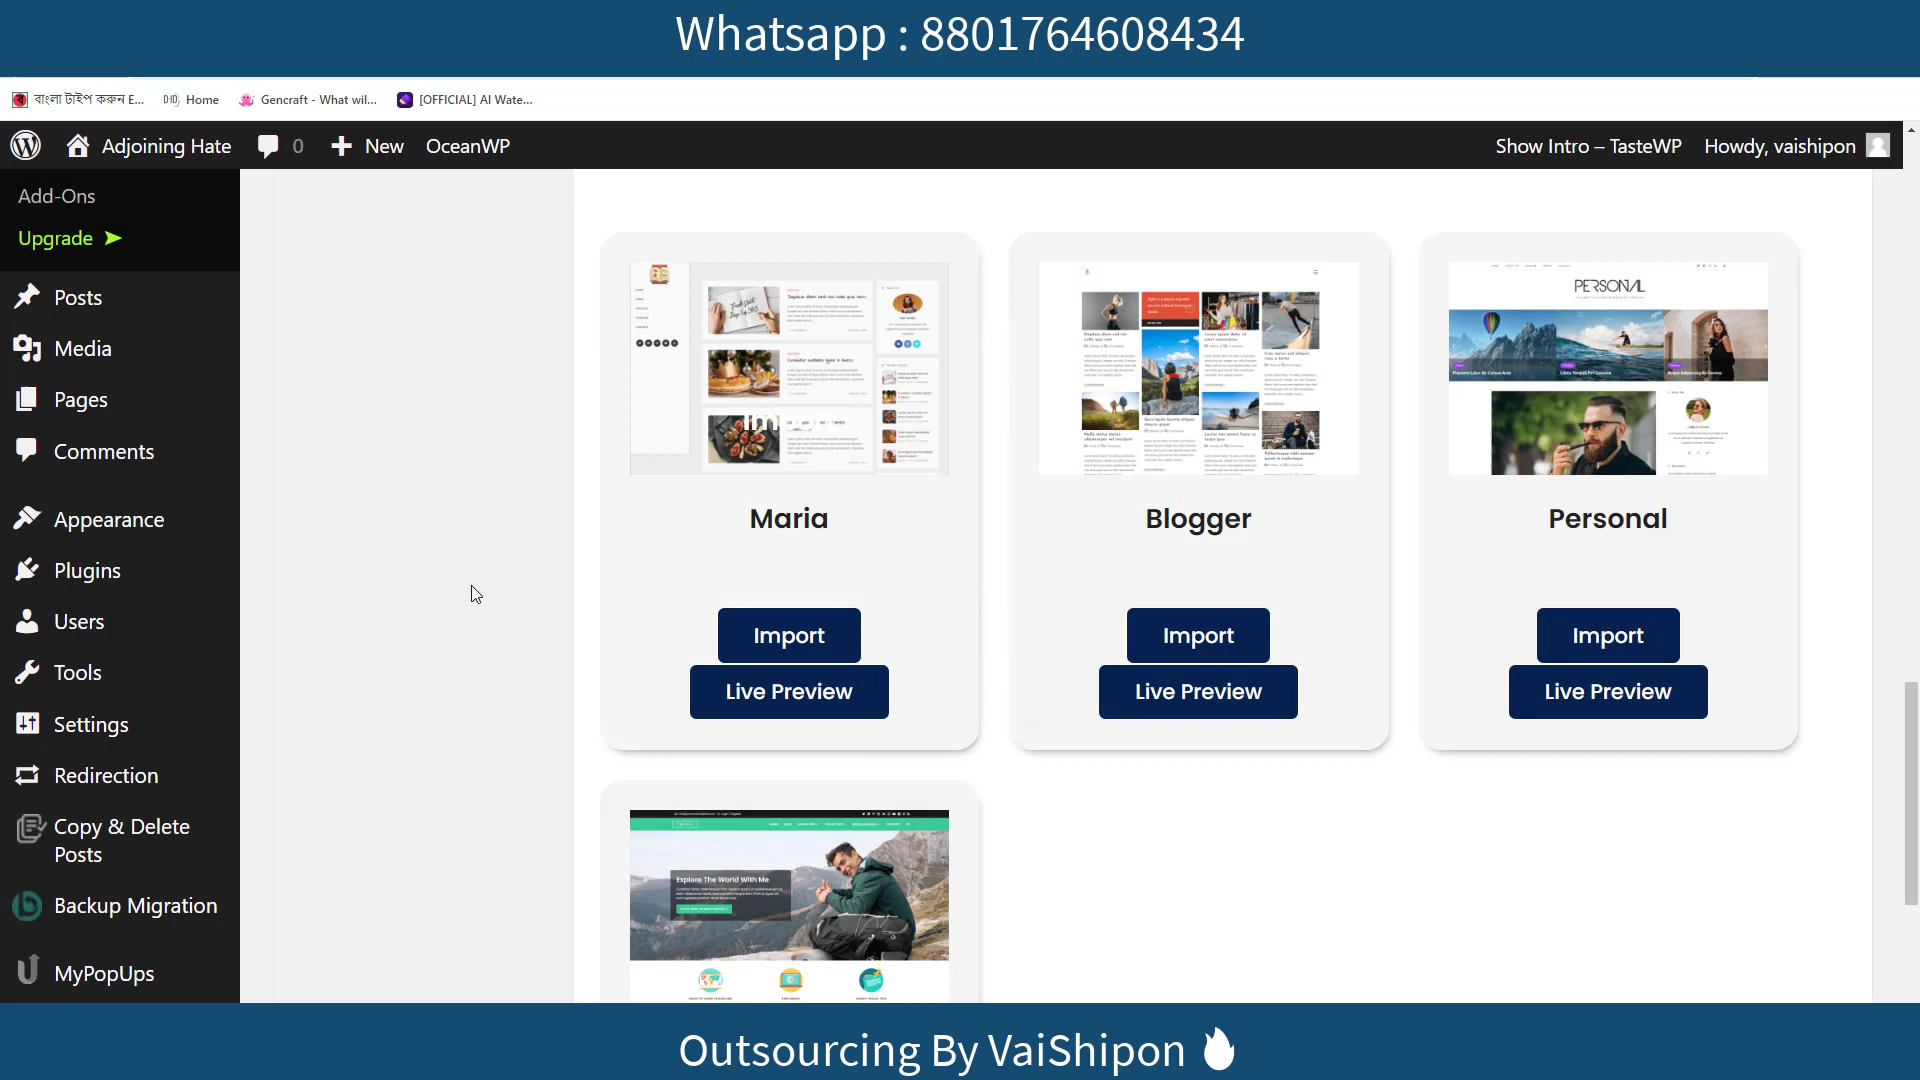 Whatsapp : 8801764608434
বাংলা টাইপ করুন E...
Home
Gencraft - What wil...
[OFFICIAL] AI Wate...
Adjoining Hate
0
New
OceanWP
Show Intro – TasteWP
Howdy, vaishipon
Add-Ons
Upgrade
Posts
Media
Pages
Comments
Appearance
Plugins
Users
Tools
Settings
Redirection
Copy & Delete
Posts
Backup Migration
MyPopUps
PERSONAL
Maria
Blogger
Personal
Import
Import
Import
Live Preview
Live Preview
Live Preview
Explore The World With Me
Outsourcing By VaiShipon